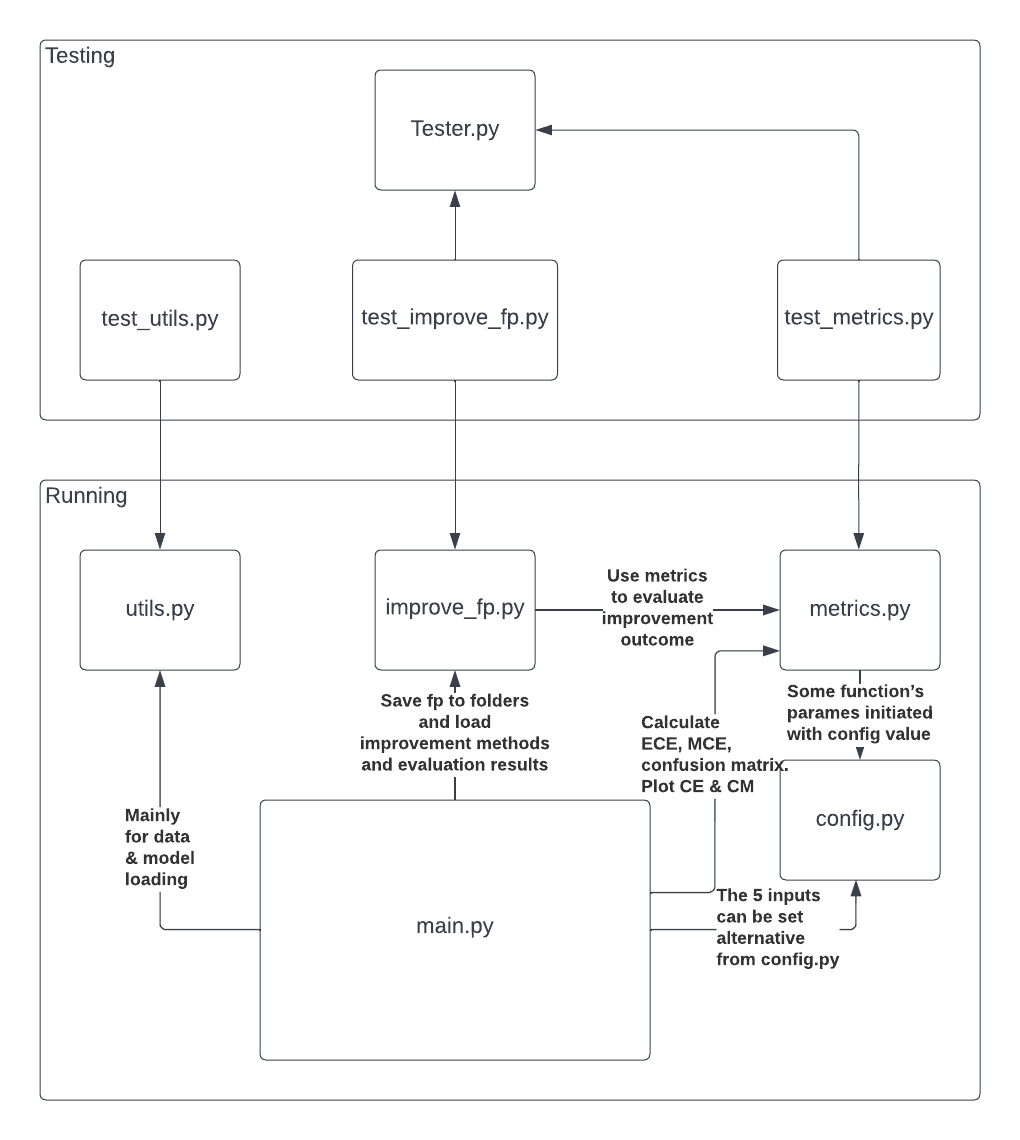 Testing
Tester.py
test_utils.py
test_improve_fp.py
test_metrics.py
Running
utils.py
improve_fp.py
Use metrics
to evaluate
improvement
outcome
metrics.py
Save fp to folders
and load
improvement methods
and evaluation results
Calculate
ECE, MCE,
confusion matrix.
Plot CE & CM
Some function's
parames initiated
with config value
config.py
Mainly
for data
& model
loading
main.py
The 5 inputs
can be set
alternative
from config.py